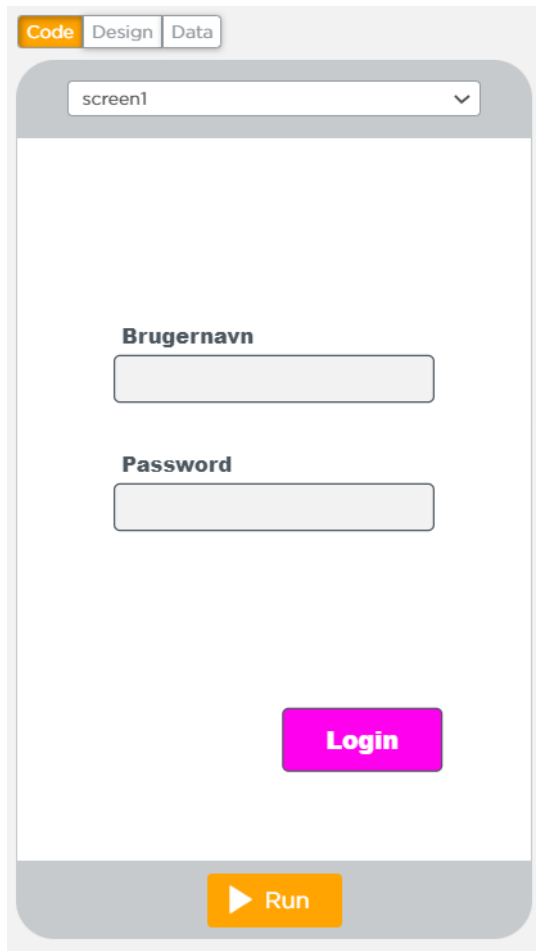 Code Design Data
screen1
Brugernavn
Password
Login
Run